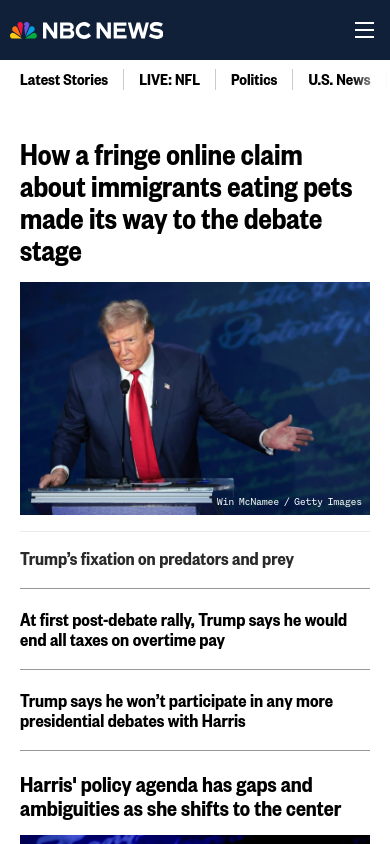 NBC NEWS
Latest Stories
LIVE: NFL
Politics
U.S. News
How a fringe online claim
about immigrants eating pets
made its way to the debate
stage
domestic
Posterity,
Win McNamee / Getty Images
Trump’s fixation on predators and prey
At first post-debate rally, Trump says he would
end all taxes on overtime pay
Trump says he won’t participate in any more
presidential debates with Harris
Harris' policy agenda has gaps and
ambiguities as she shifts to the center